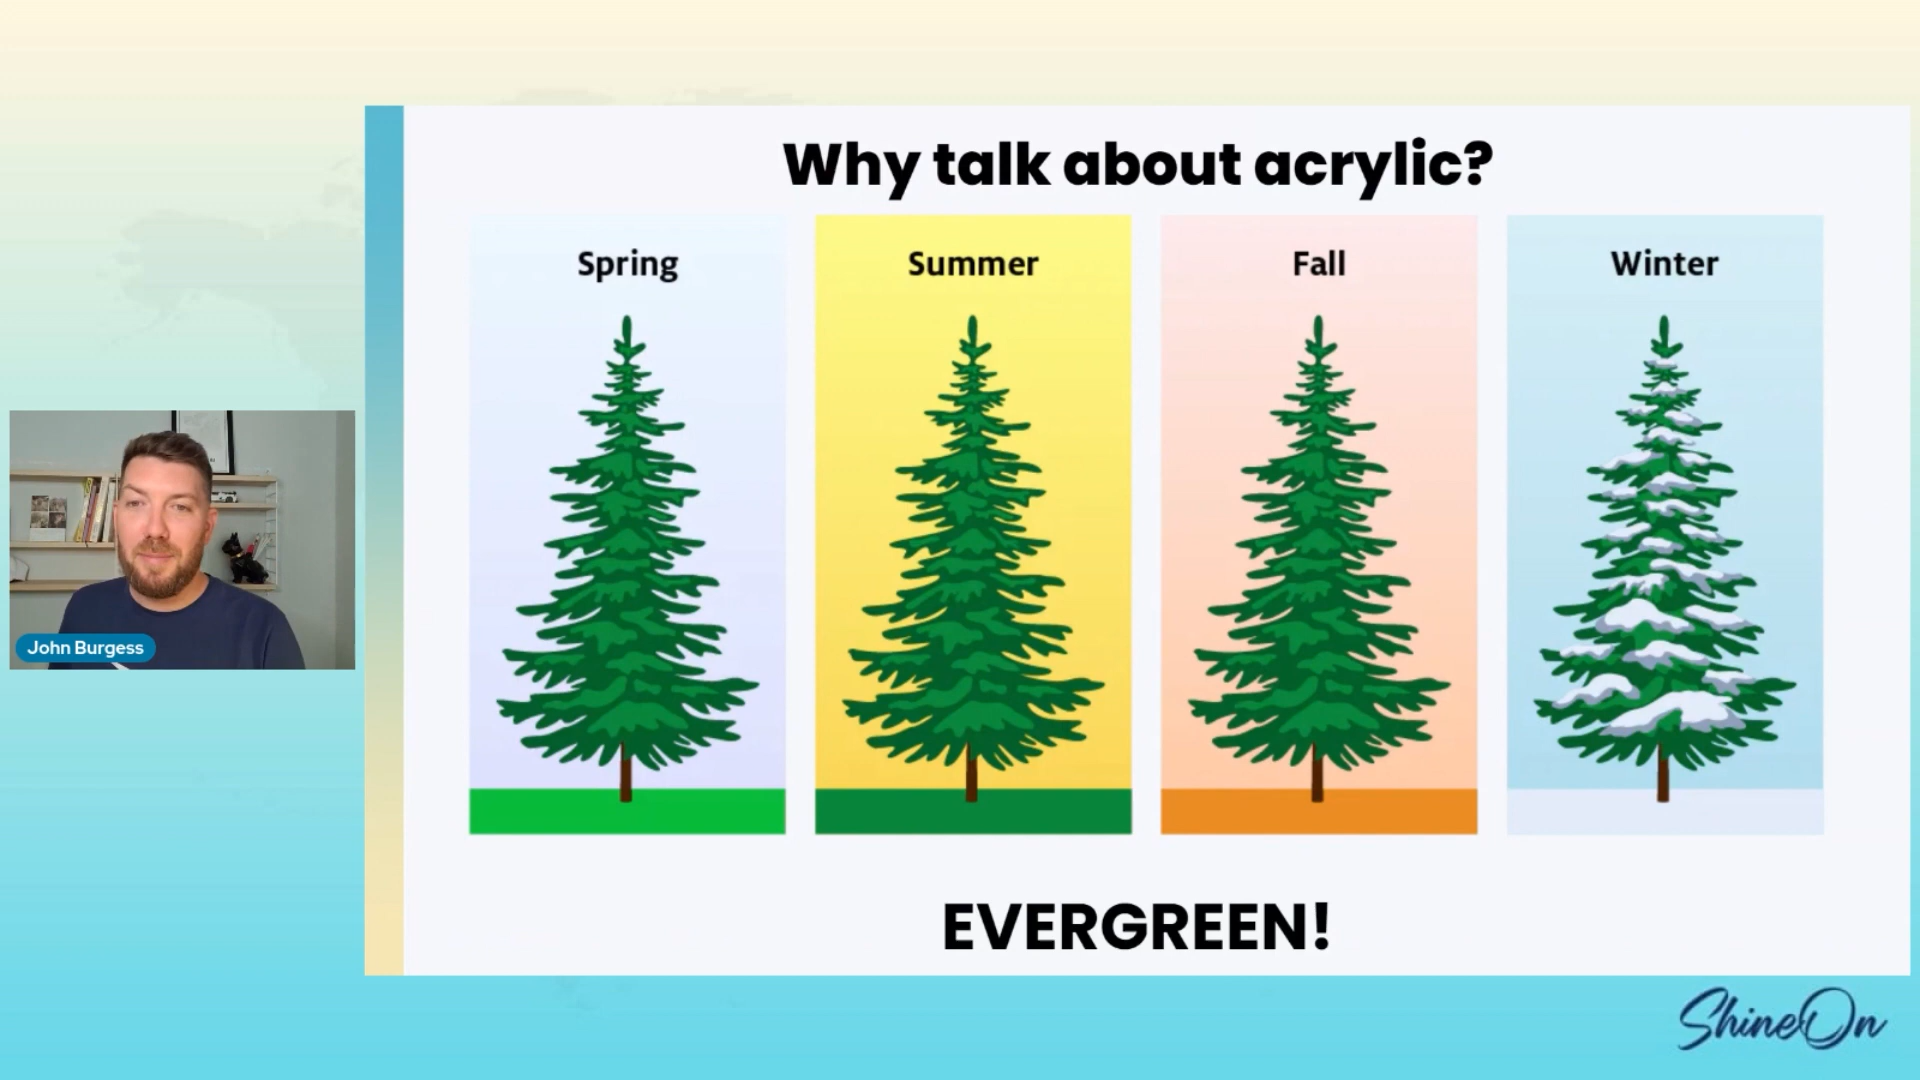 Why talk about acrylic?
Spring
Summer
Fall
Winter
John Burgess
EVERGREEN!
ShineOn